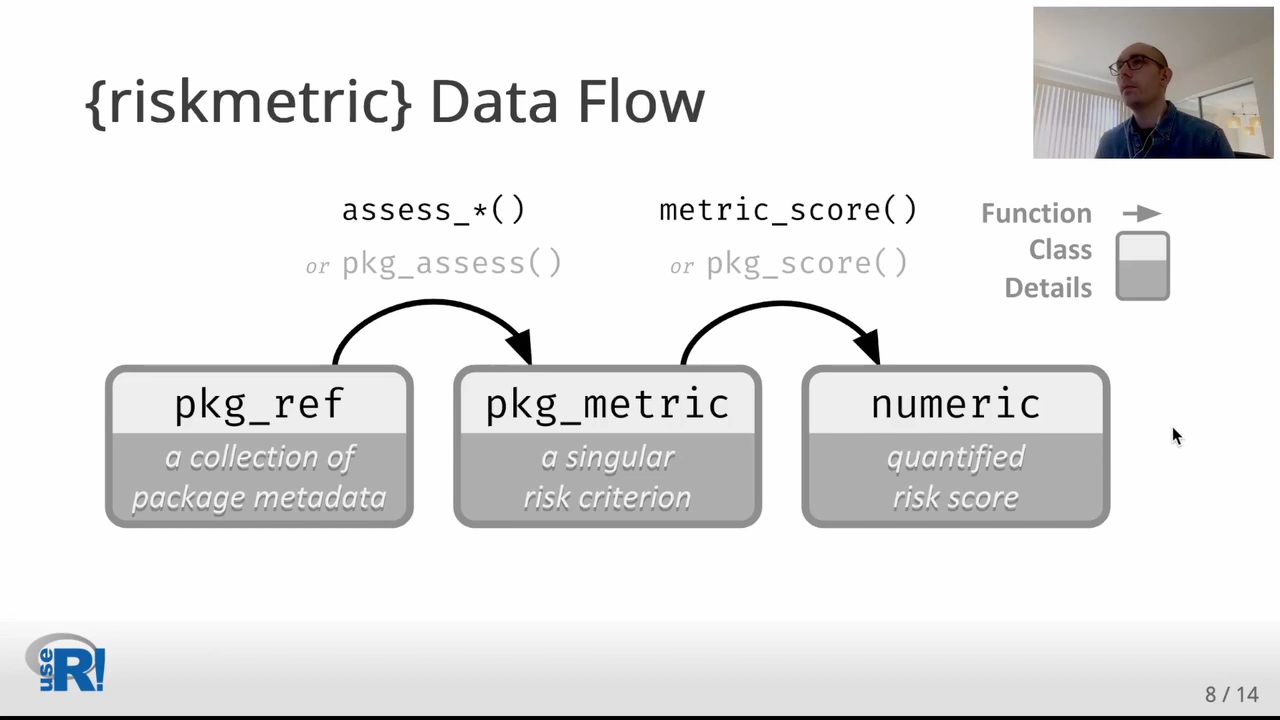 {riskmetric} Data Flow
assess_*()
or pkg_assess()
metric_score()
or pkg_score()
Function
Class
Details
pkg_ref
a collection of
package metadata
pkg_metric
a singular
risk criterion
numeric
quantified
risk score
use R!
8 / 14